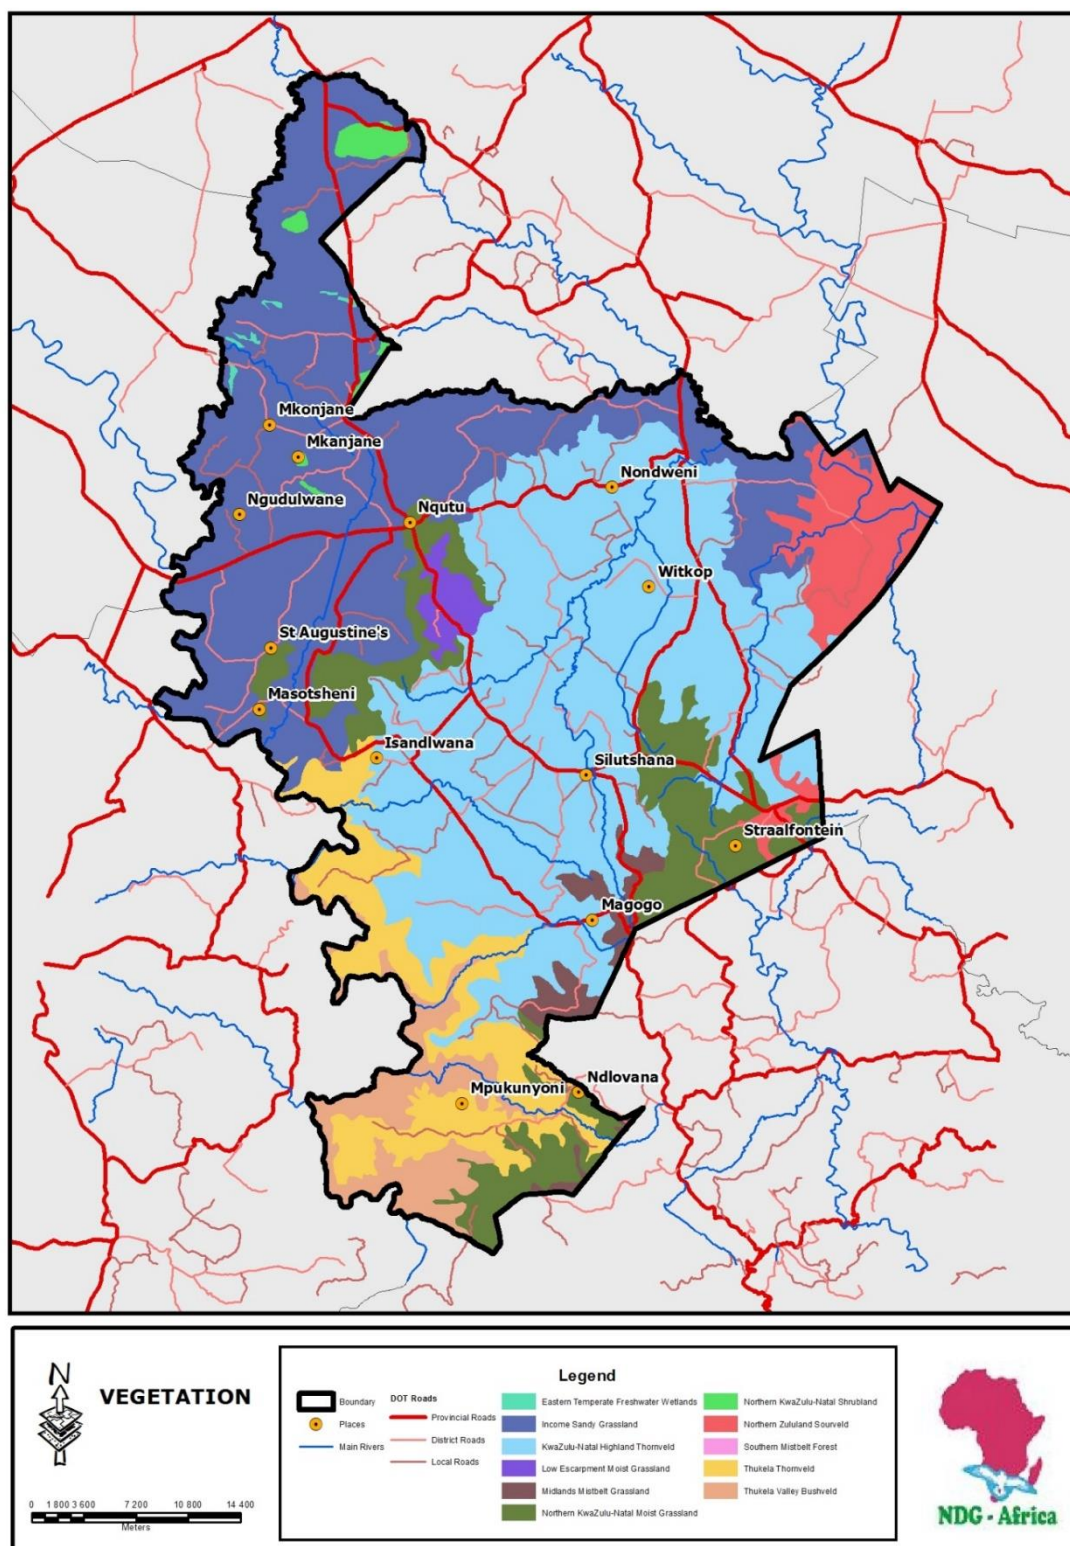 Mkonjane
Mkanjane
Nondweni
Ngudulwane
Nqutu
Witkop
St Augustine's
Masotsheni
Isandlwana
Silutshana
Straalfontein
Magogo
Ndlovana
Mpukunyoni
N
VEGETATION
0 1 800 3 600 7 200 10 800 14 400
Meters
Legend
Boundary
Places
Main Rivers
DOT Roads
Provincial Roads
District Roads
Local Roads
Eastern Temperate Freshwater Wetlands
Income Sandy Grassland
KwaZulu-Natal Highland Thornveld
Low Escarpment Moist Grassland
Midlands Mistbelt Grassland
Northern KwaZulu-Natal Moist Grassland
Northern KwaZulu-Natal Shrubland
Northern Zululand Sourveld
Southern Mistbelt Forest
Thukela Thornveld
Thukela Valley Bushveld
NDG - Africa